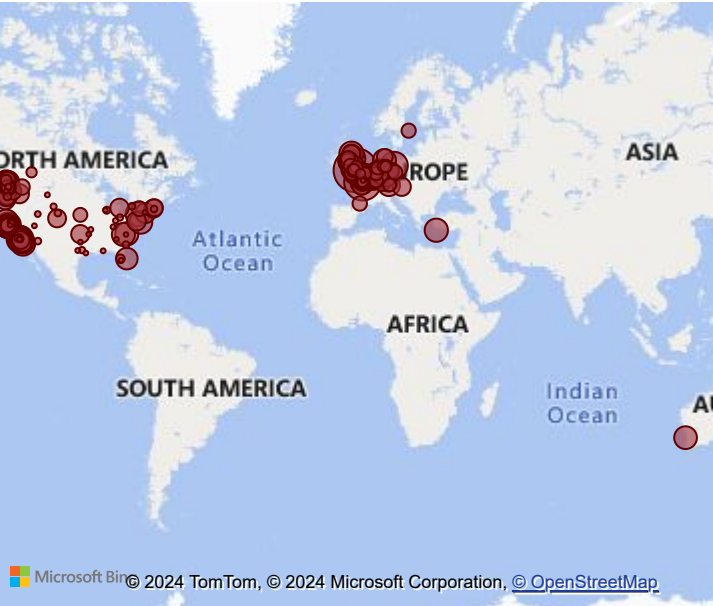 ORTH AMERICA
ROPE
ASIA
Atlantic
Ocean
AFRICA
SOUTH AMERICA
Indian
Ocean
AU
Microsoft Bin
© 2024 TomTom, © 2024 Microsoft Corporation, © OpenStreetMap